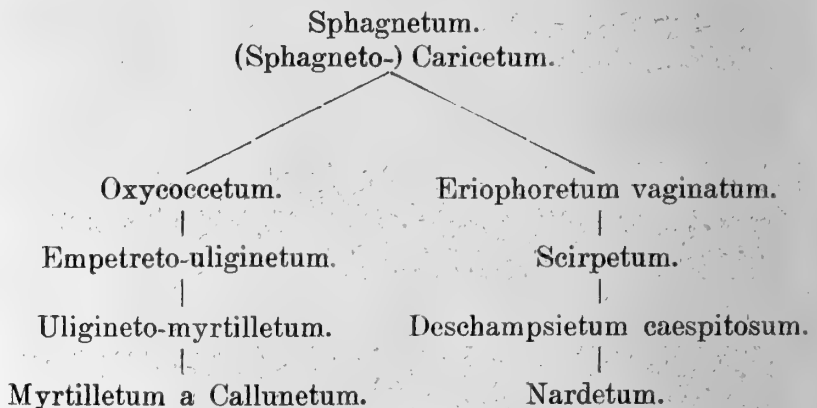 Sphagnetum.
(Sphagneto-) Caricetum.
Oxycoccetum. Eriophoretum vaginatum.
Empetreto-uliginetum. Scirpetum.
Uligineto-myrtilletum. Deschampsietum caespitosum.
Myrtilletum a Callunetum. Nardetum.